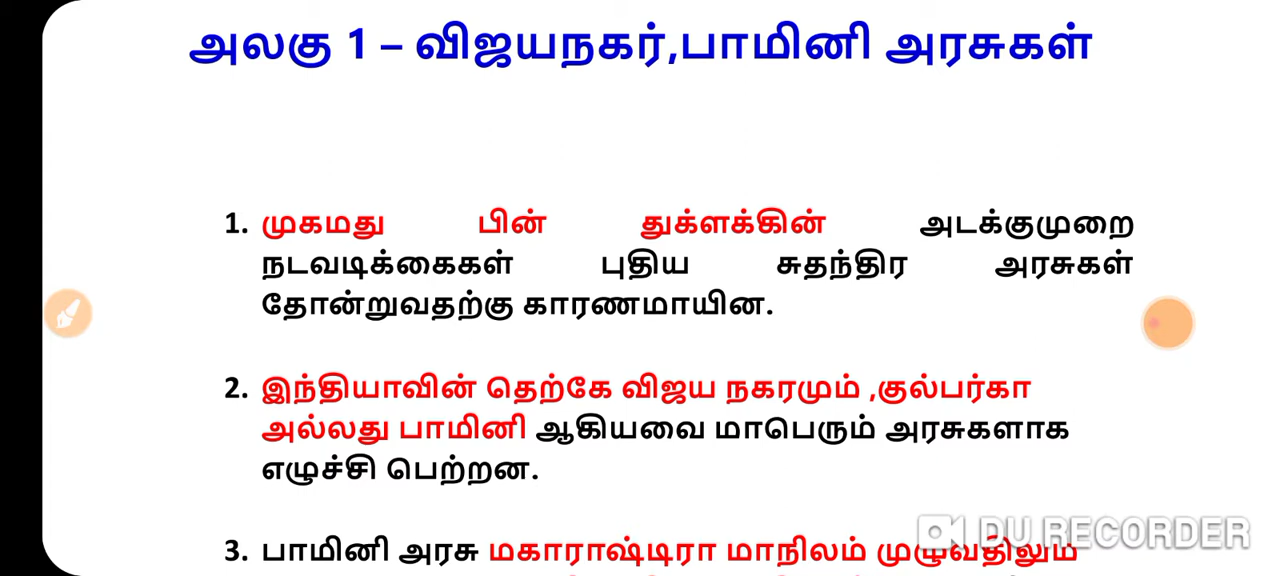 அலகு 1 – விஜயநகர்,பாமினி அரசுகள்
1. முகமது பின் துக்ளக்கின் அடக்குமுறை
நடவடிக்கைகள் புதிய சுதந்திர அரசுகள்
தோன்றுவதற்கு காரணமாயின.
2. இந்தியாவின் தெற்கே விஜய நகரமும் ,குல்பர்கா
அல்லது பாமினி ஆகியவை மாபெரும் அரசுகளாக
எழுச்சி பெற்றன.
DU RECORDER
3. பாமினி அரசு மகாராஷ்டிரா மாநிலம் முழுவதிலும்